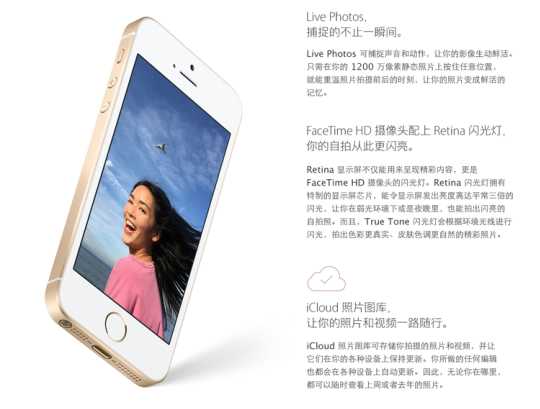 Live Photos,
捕捉的不止一瞬间。
Live Photos 可捕捉声音和动作，让你的影像生动鲜活。
只需在你的 1200 万像素静态照片上按住任意位置，
就能重温照片拍摄前后的时刻，让你的照片变成鲜活的
记忆。
FaceTime HD 摄像头配上 Retina 闪光灯，
你的自拍从此更闪亮。
Retina 显示屏不仅能用来呈现精彩内容，更是
FaceTime HD 摄像头的闪光灯。Retina 闪光灯拥有
特制的显示屏芯片，能令显示屏发出亮度高达平常三倍的
闪光，让你在弱光环境下或是夜晚里，也能拍出闪亮的
自拍照。而且，True Tone 闪光灯会根据环境光线进行
闪光，拍出色彩更真实、皮肤色调更自然的精彩照片。
iCloud 照片图库，
让你的照片和视频一路随行。
iCloud 照片图库可存储你拍摄的照片和视频，并让
它们在你的各种设备上保持更新。你所做的任何编辑
也都会在各种设备上自动更新。因此，无论你在哪里，
都可以随时查看上周或者去年的照片。